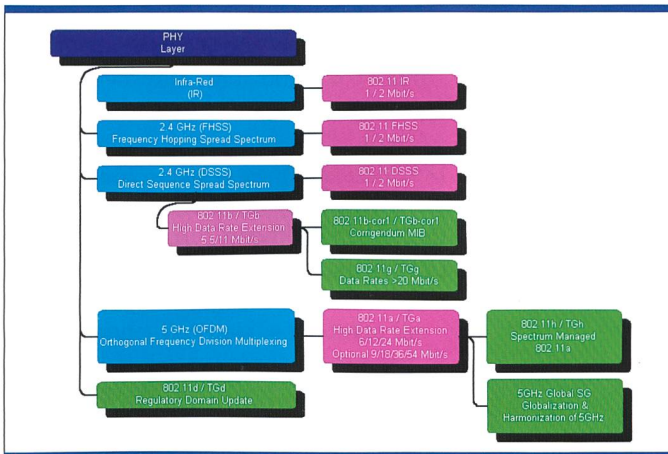 PHY
Layer
Infra-Red
(IR)
802.11 IR
1 / 2 Mbit/s
2.4 GHz (FHSS)
Frequency Hopping Spread Spectrum
802.11 FHSS
1 / 2 Mbit/s
2.4 GHz (DSSS)
Direct Sequence Spread Spectrum
802.11 DSSS
1 / 2 Mbit/s
802.11b / TGb
High Data Rate Extension
5.5/11 Mbit/s
802.11b-cor1 / TGb-cor1
Corrigendum MIB
802.11g / TGg
Data Rates >20 Mbit/s
5 GHz (OFDM)
Orthogonal Frequency Division Multiplexing
802.11a / TGa
High Data Rate Extension
6/12/24 Mbit/s
Optional 9/18/36/54 Mbit/s
802.11h / TGh
Spectrum Managed
802.11a
802.11d / TGd
Regulatory Domain Update
5GHz Global SG
Globalization &
Harmonization of 5GHz